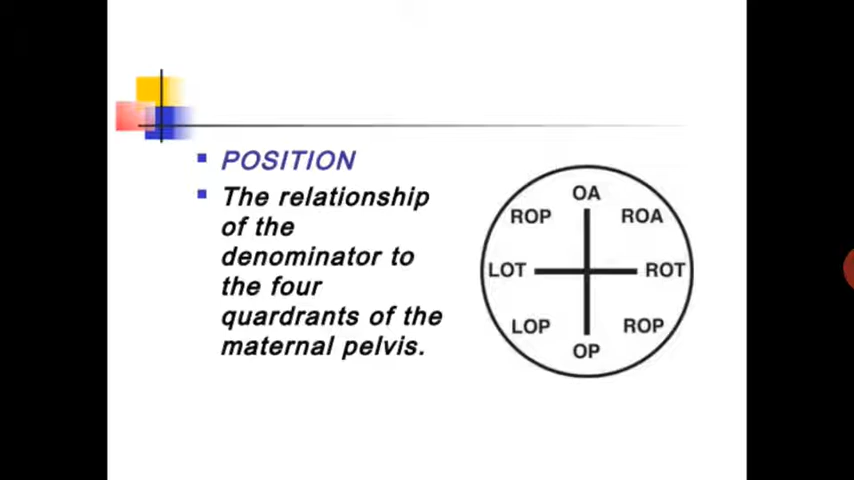 POSITION
The relationship
of the
denominator to
the four
quardrants of the
maternal pelvis.
OA
ROP
ROA
LOT
ROT
LOP
ROP
OP